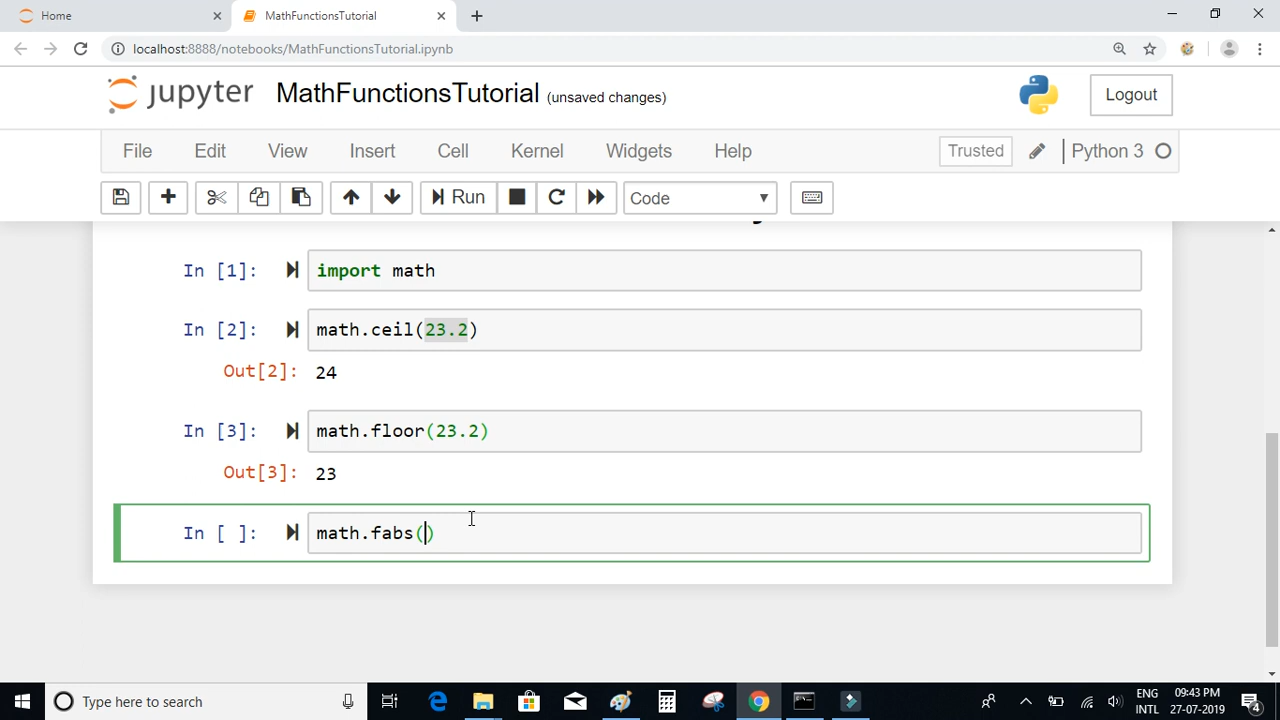 Home
MathFunctionsTutorial
localhost:8888/notebooks/MathFunctionsTutorial.ipynb
jupyter MathFunctionsTutorial (unsaved changes)
Logout
File Edit View Insert Cell Kernel Widgets Help Trusted Python 3
Run Code
In [1]: import math
In [2]: math.ceil(23.2)
Out[2]: 24
In [3]: math.floor(23.2)
Out[3]: 23
In [ ]: math.fabs()
Type here to search
ENG 09:43 PM
INTL 27-07-2019 4